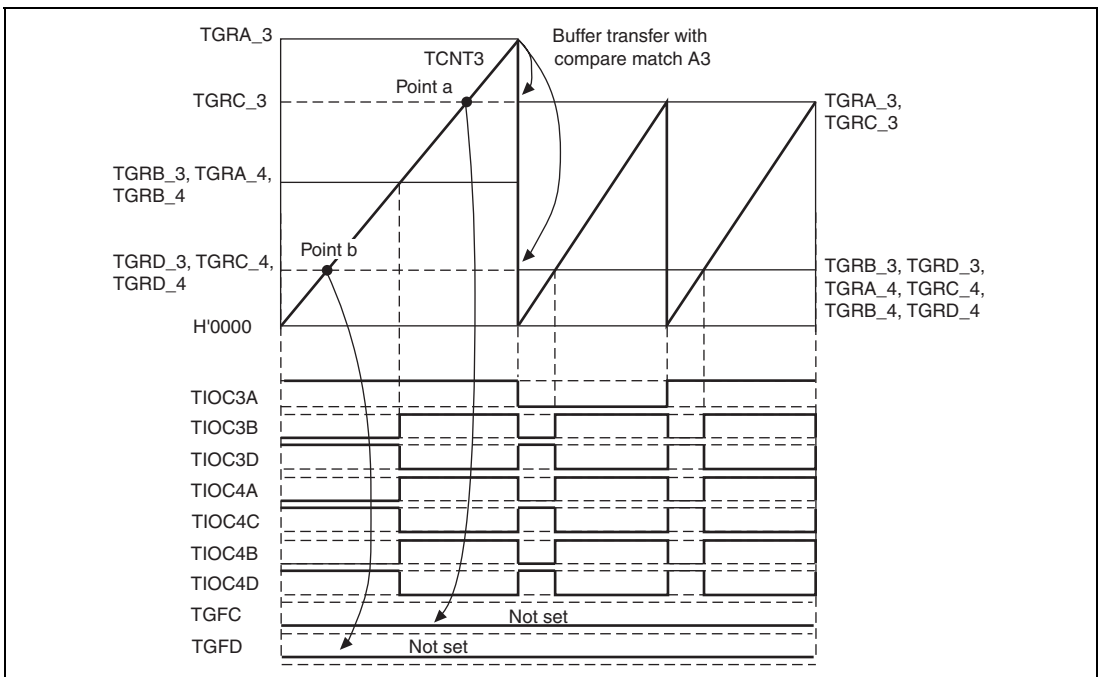 TGRA_3
TCNT3
Buffer transfer with
compare match A3
Point a
TGRC_3
TGRA_3,
TGRC_3
TGRB_3, TGRA_4,
TGRB_4
Point b
TGRD_3, TGRC_4,
TGRD_4
TGRB_3, TGRD_3,
TGRA_4, TGRC_4,
TGRB_4, TGRD_4
H'0000
TIOC3A
TIOC3B
TIOC3D
TIOC4A
TIOC4C
TIOC4B
TIOC4D
TGFC
Not set
TGFD
Not set